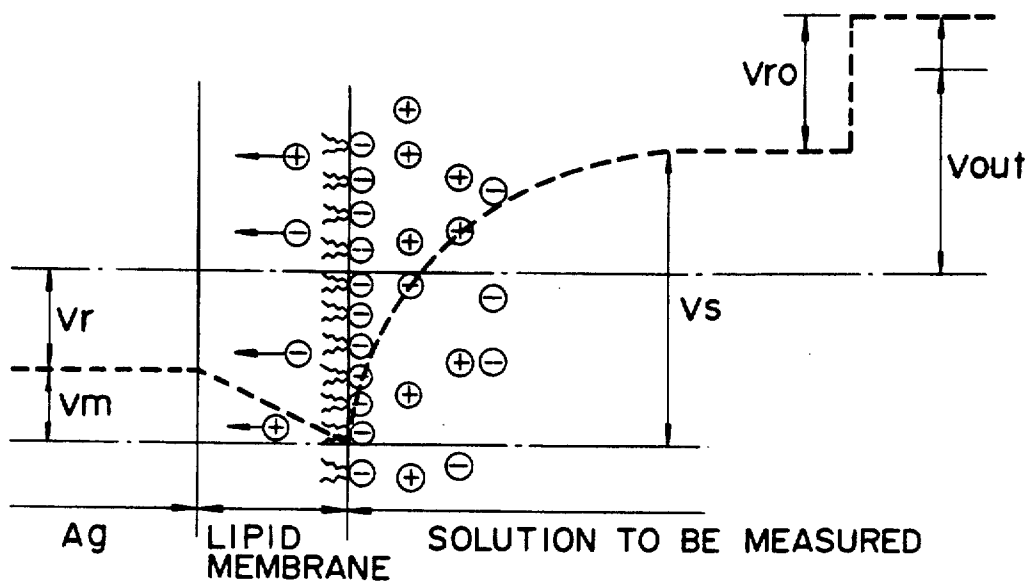 Vro
Vout
Vr
Vs
Vm
Ag
LIPID MEMBRANE
SOLUTION TO BE MEASURED